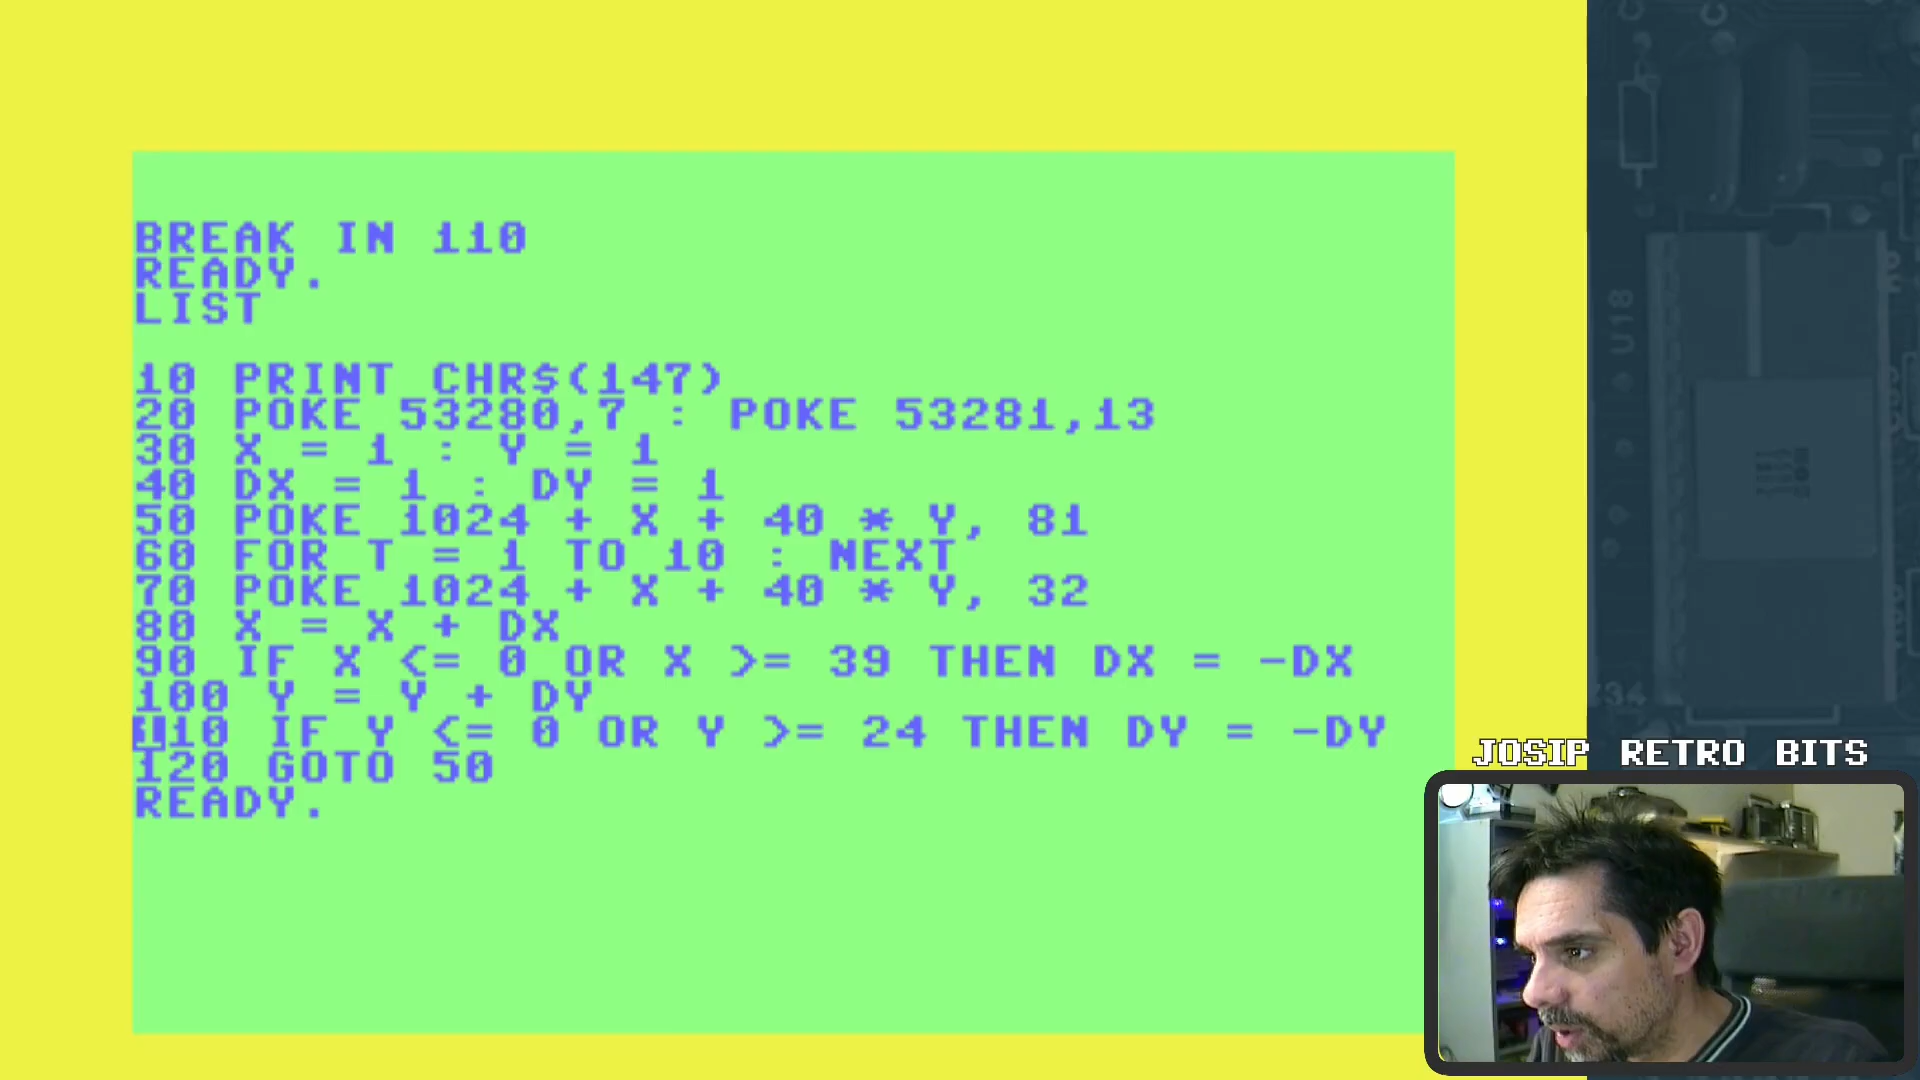 BREAK IN 110
READY.
LIST
10 PRINT CHR$(147)
20 POKE 53280,7 : POKE 53281,13
30 X = 1 : Y = 1
40 DX = 1 : DY = 1
50 POKE 1024 + X + 40 * Y, 81
60 FOR T = 1 TO 10 : NEXT
70 POKE 1024 + X + 40 * Y, 32
80 X = X + DX
90 IF X <= 0 OR X >= 39 THEN DX = -DX
100 Y = Y + DY
110 IF Y <= 0 OR Y >= 24 THEN DY = -DY
120 GOTO 50
READY.
U18
234
JOSIP RETRO BITS